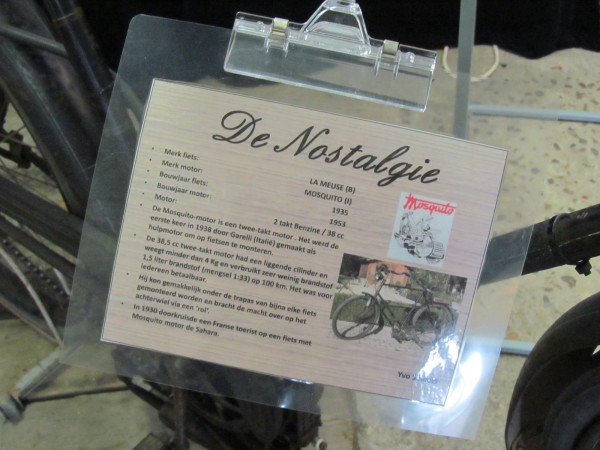 De Nostalgie
Merk fiets: LA MEUSE (B)
Merk motor: MOSQUITO (I)
Bouwjaar fiets: 1935
Bouwjaar motor: 1953
Motor: 2 takt Benzine / 38 cc
De Mosquito motor is een twee-takt motor . Het werd de
eerste keer in 1938 door Garelli (Italië) gemaakt als
hulpmotor om op fietsen te monteren.
De 38,5 cc twee-takt motor had een liggende cilinder en
weegt minder dan 4 Kg en verbruikt zeer weinig brandstof
1,5 liter brandstof (mengsel 1:33) op 100 km. Het was voor
iedereen betaalbaar.
Hij kon gemakkelijk onder de trapas van bijna elke fiets
gemonteerd worden en bracht de macht over op het
achterwiel via een 'rol'.
In 1930 doorkruiste een Franse toerist op een fiets met
Mosquito motor de Sahara.
Mosquito
Yvo